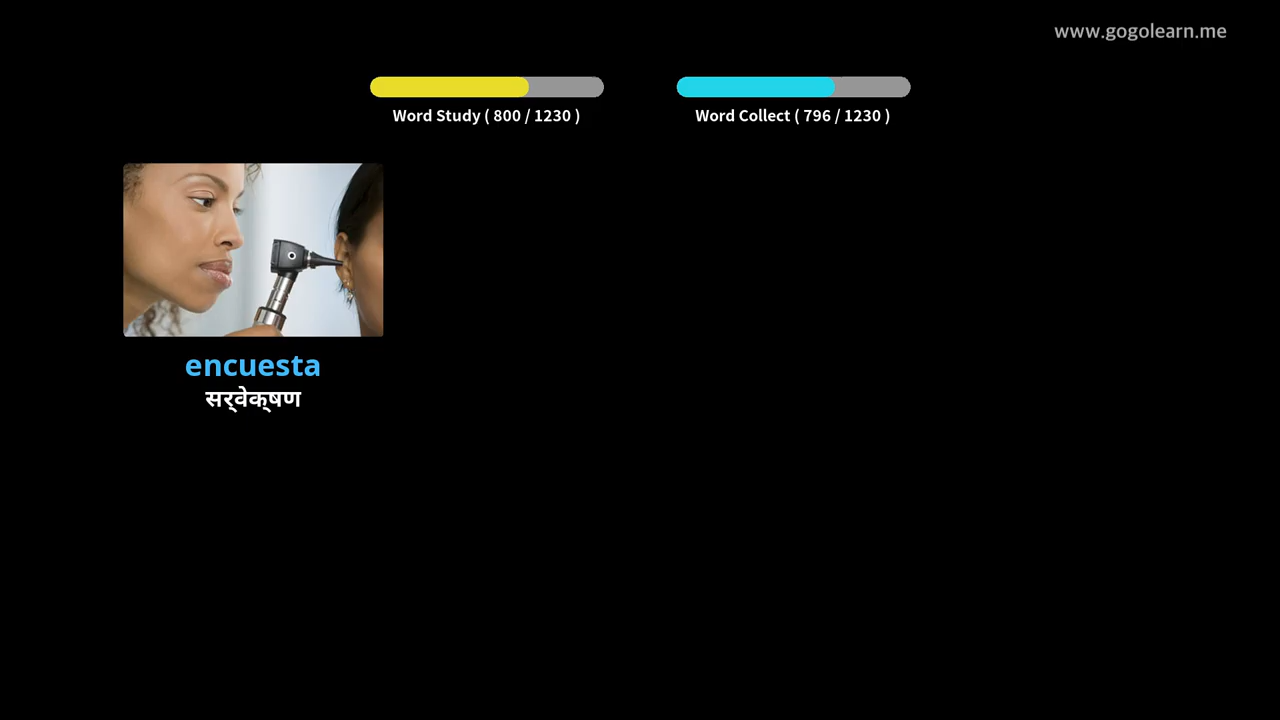 www.gogolearn.me
Word Study ( 800 / 1230 )
Word Collect ( 796 / 1230 )
encuesta
सर्वेक्षण